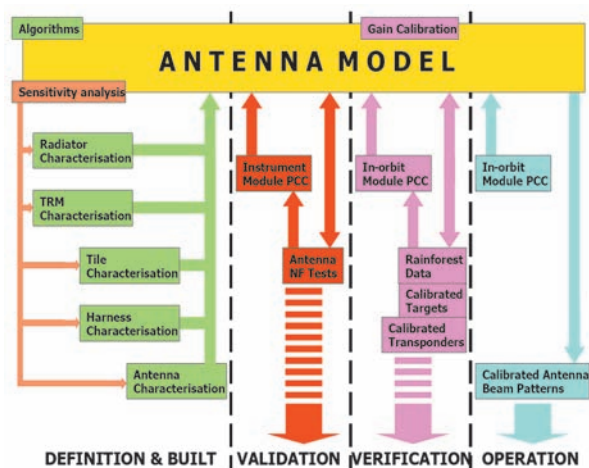 Algorithms
Gain Calibration
ANTENNA MODEL
Sensitivity analysis
Radiator
Characterisation
TRM
Characterisation
Tile
Characterisation
Harness
Characterisation
Antenna
Characterisation
Instrument
Module PCC
Antenna
NF Tests
In-orbit
Module PCC
Rainforest
Data
Calibrated
Targets
Calibrated
Transponders
In-orbit
Module PCC
Calibrated Antenna
Beam Patterns
DEFINITION & BUILT
VALIDATION
VERIFICATION
OPERATION